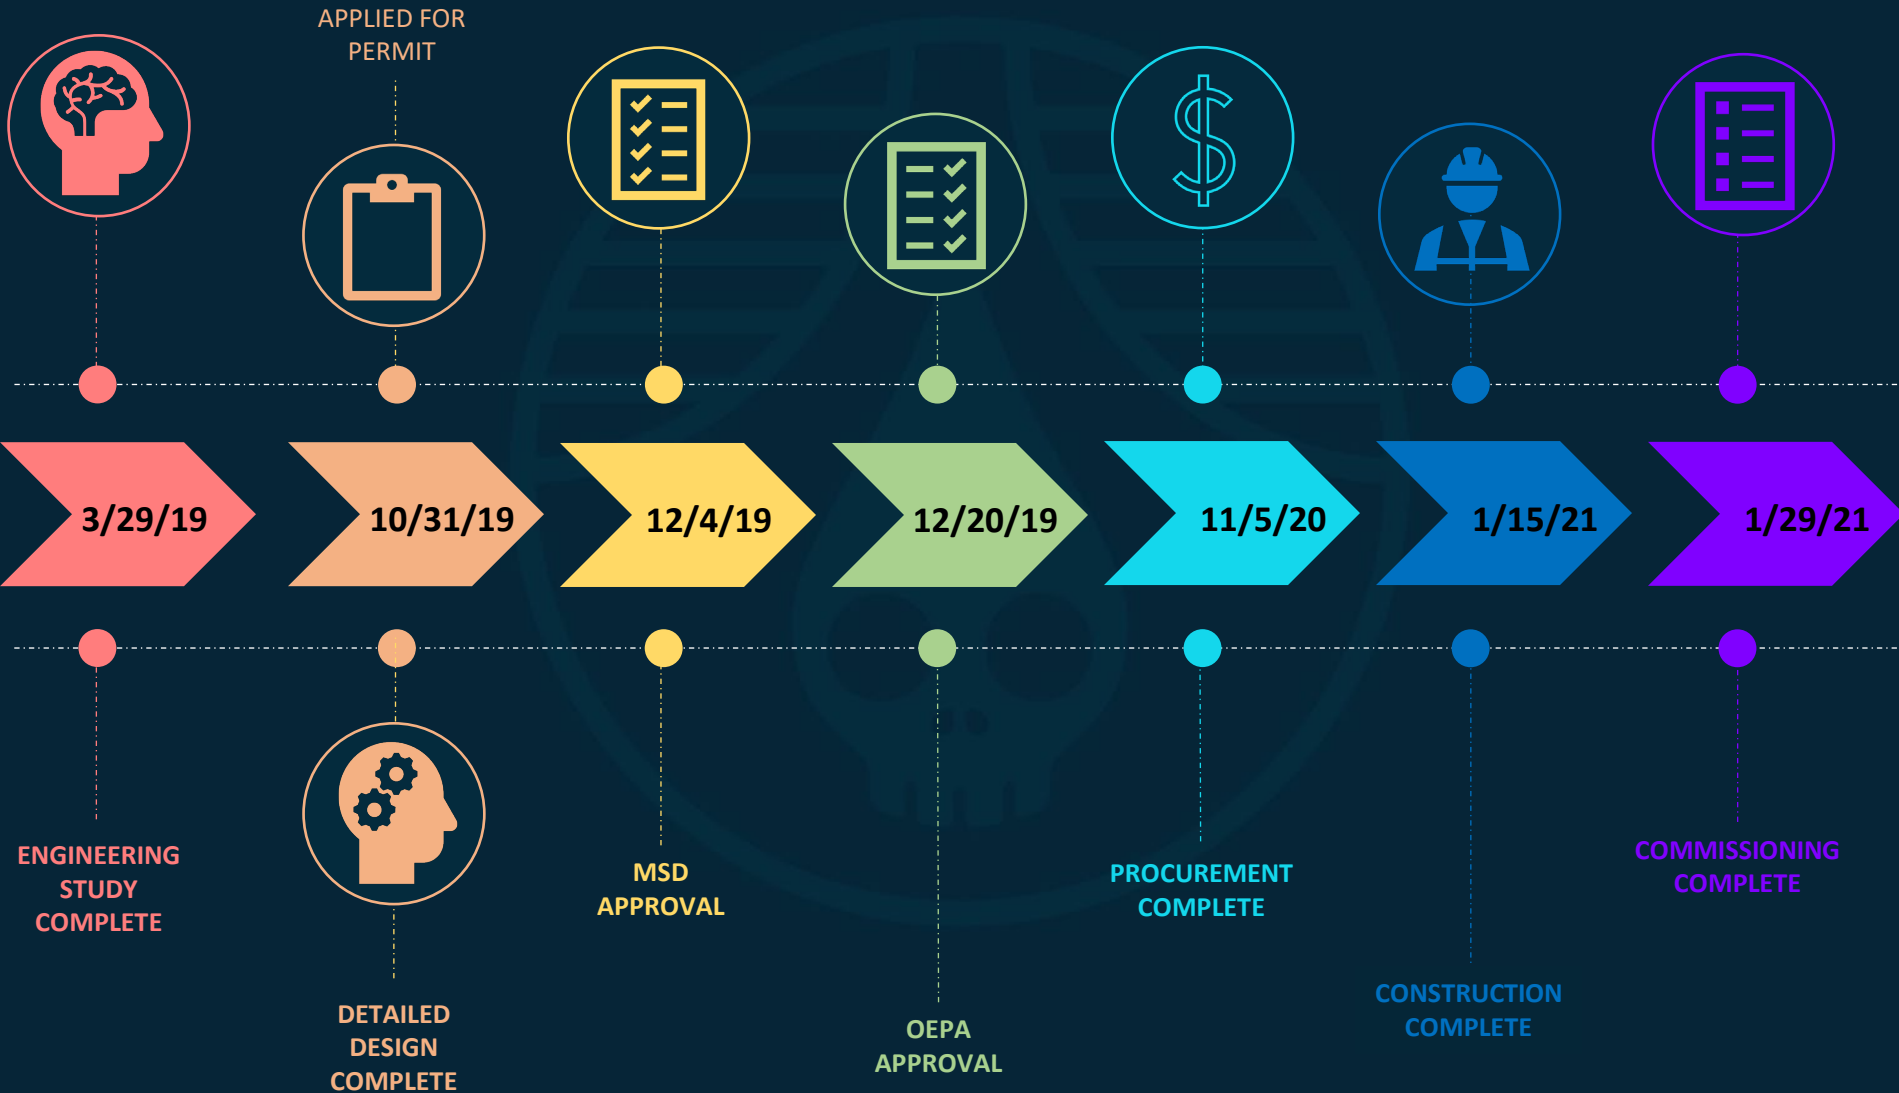 APPLIED FOR
PERMIT
3/29/19
10/31/19
12/4/19
12/20/19
11/5/20
1/15/21
1/29/21
ENGINEERING
STUDY
COMPLETE
DETAILED
DESIGN
COMPLETE
MSD
APPROVAL
OEPA
APPROVAL
PROCUREMENT
COMPLETE
CONSTRUCTION
COMPLETE
COMMISSIONING
COMPLETE